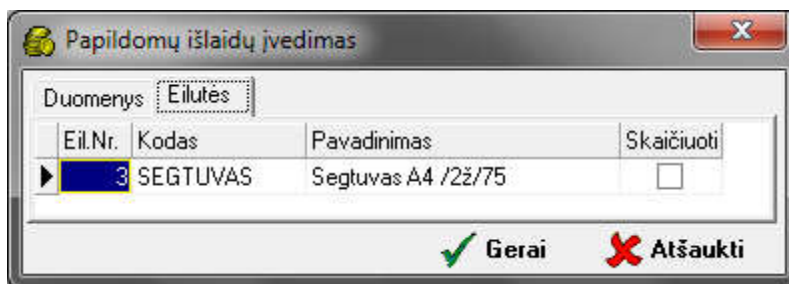 Papildomų išlaidų įvedimas
Duomenys Eilutės
Eil.Nr. Kodas Pavadinimas Skaičiuoti
3 SEGTUVAS Segtuvas A4 /2ž/75
Gerai Atšaukti